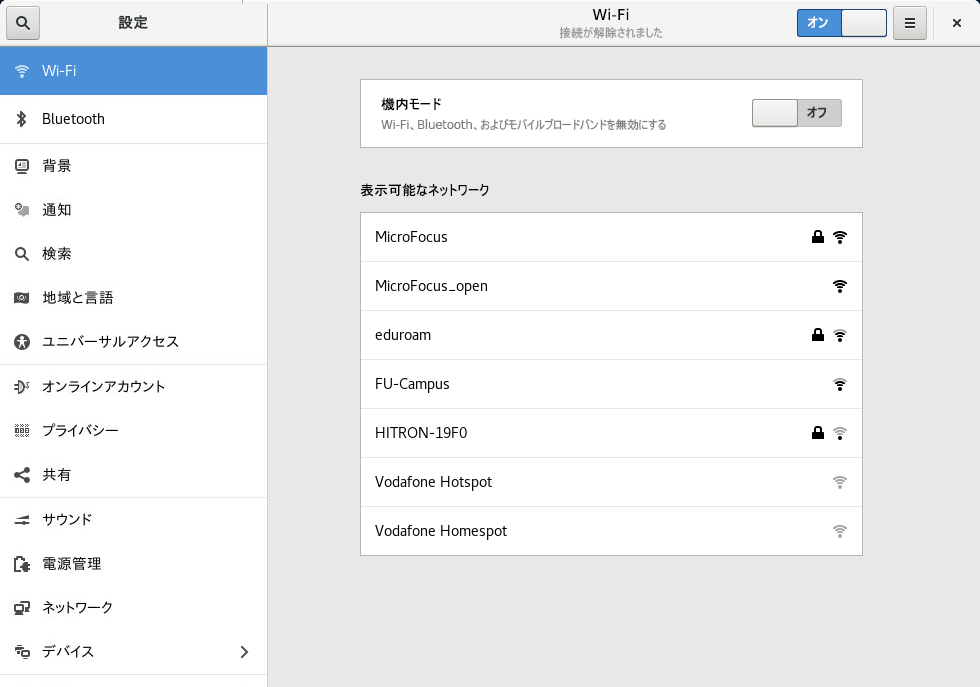 設定
Wi-Fi
接続が解除されました
オン
Wi-Fi
Bluetooth
背景
通知
検索
地域と言語
ユニバーサルアクセス
オンラインアカウント
プライバシー
共有
サウンド
電源管理
ネットワーク
デバイス
機内モード
Wi-Fi、Bluetooth、およびモバイルブロードバンドを無効にする
オフ
表示可能なネットワーク
MicroFocus
MicroFocus_open
eduroam
FU-Campus
HITRON-19F0
Vodafone Hotspot
Vodafone Homespot